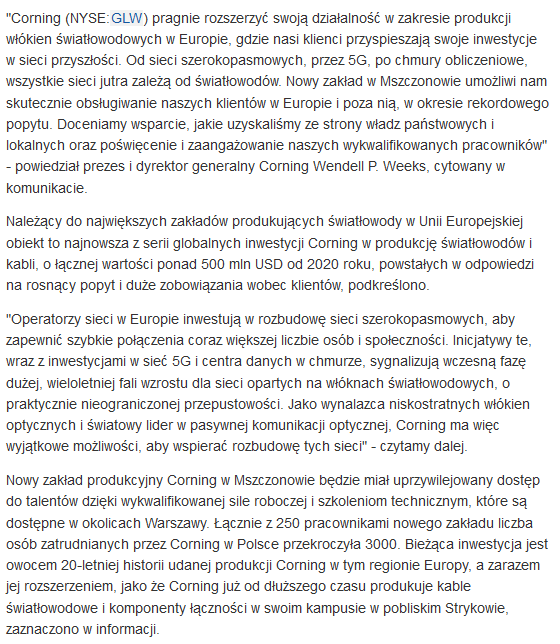 "Corning (NYSE:GLW) pragnie rozszerzyć swoją działalność w zakresie produkcji
włókien światłowodowych w Europie, gdzie nasi klienci przyspieszają swoje inwestycje
w sieci przyszłości. Od sieci szerokopasmowych, przez 5G, po chmury obliczeniowe,
wszystkie sieci jutra zależą od światłowodów. Nowy zakład w Mszczonowie umożliwi nam
skutecznie obsługiwanie naszych klientów w Europie i poza nią, w okresie rekordowego
popytu. Doceniamy wsparcie, jakie uzyskaliśmy ze strony władz państwowych i
lokalnych oraz poświęcenie i zaangażowanie naszych wykwalifikowanych pracowników"
- powiedział prezes i dyrektor generalny Corning Wendell P. Weeks, cytowany w
komunikacie.
Należący do największych zakładów produkujących światłowody w Unii Europejskiej
obiekt to najnowsza z serii globalnych inwestycji Corning w produkcję światłowodów i
kabli, o łącznej wartości ponad 500 mln USD od 2020 roku, powstałych w odpowiedzi
na rosnący popyt i duże zobowiązania wobec klientów, podkreślono.
"Operatorzy sieci w Europie inwestują w rozbudowę sieci szerokopasmowych, aby
zapewnić szybkie połączenia coraz większej liczbie osób i społeczności. Inicjatywy te,
wraz z inwestycjami w sieć 5G i centra danych w chmurze, sygnalizują wczesną fazę
dużej, wieloletniej fali wzrostu dla sieci opartych na włóknach światłowodowych, o
praktycznie nieograniczonej przepustowości. Jako wynalazca niskostratnych włókien
optycznych i światowy lider w pasywnej komunikacji optycznej, Corning ma więc
wyjątkowe możliwości, aby wspierać rozbudowę tych sieci" - czytamy dalej.
Nowy zakład produkcyjny Corning w Mszczonowie będzie miał uprzywilejowany dostęp
do talentów dzięki wykwalifikowanej sile roboczej i szkoleniom technicznym, które są
dostępne w okolicach Warszawy. Łącznie z 250 pracownikami nowego zakładu liczba
osób zatrudnianych przez Corning w Polsce przekroczyła 3000. Bieżąca inwestycja jest
owocem 20-letniej historii udanej produkcji Corning w tym regionie Europy, a zarazem
jej rozszerzeniem, jako że Corning już od dłuższego czasu produkuje kable
światłowodowe i komponenty łączności w swoim kampusie w pobliskim Strykowie,
zaznaczono w informacji.